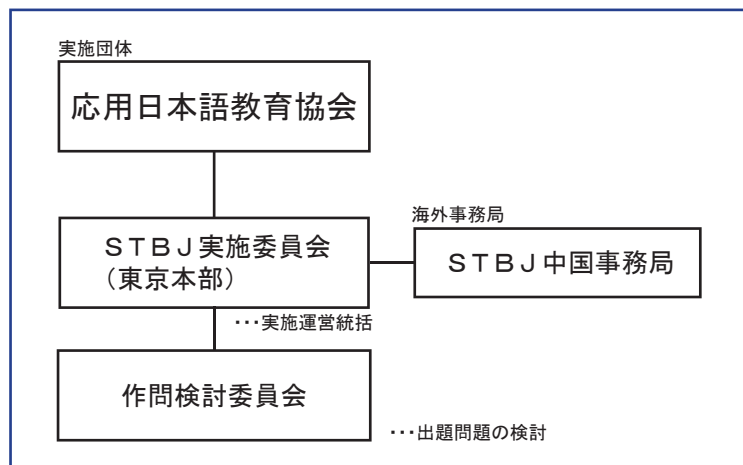 実施団体
応用日本語教育協会
ＳＴＢＪ実施委員会
（東京本部）
海外事務局
ＳＴＢＪ中国事務局
･･･実施運営統括
作問検討委員会
･･･出題問題の検討